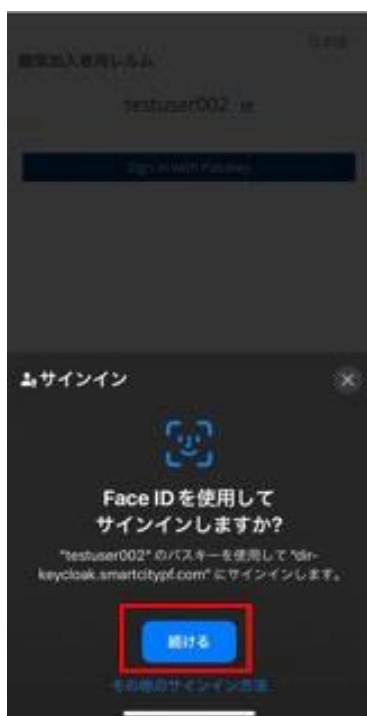 日本語
testuser002
Sign in with Passkey
サインイン
Face IDを使用して
サインインしますか?
"testuser002" のパスキーを使用して "dir-
keycloak.smartcitypf.com" にサインインします。
続ける
その他のサインイン方法